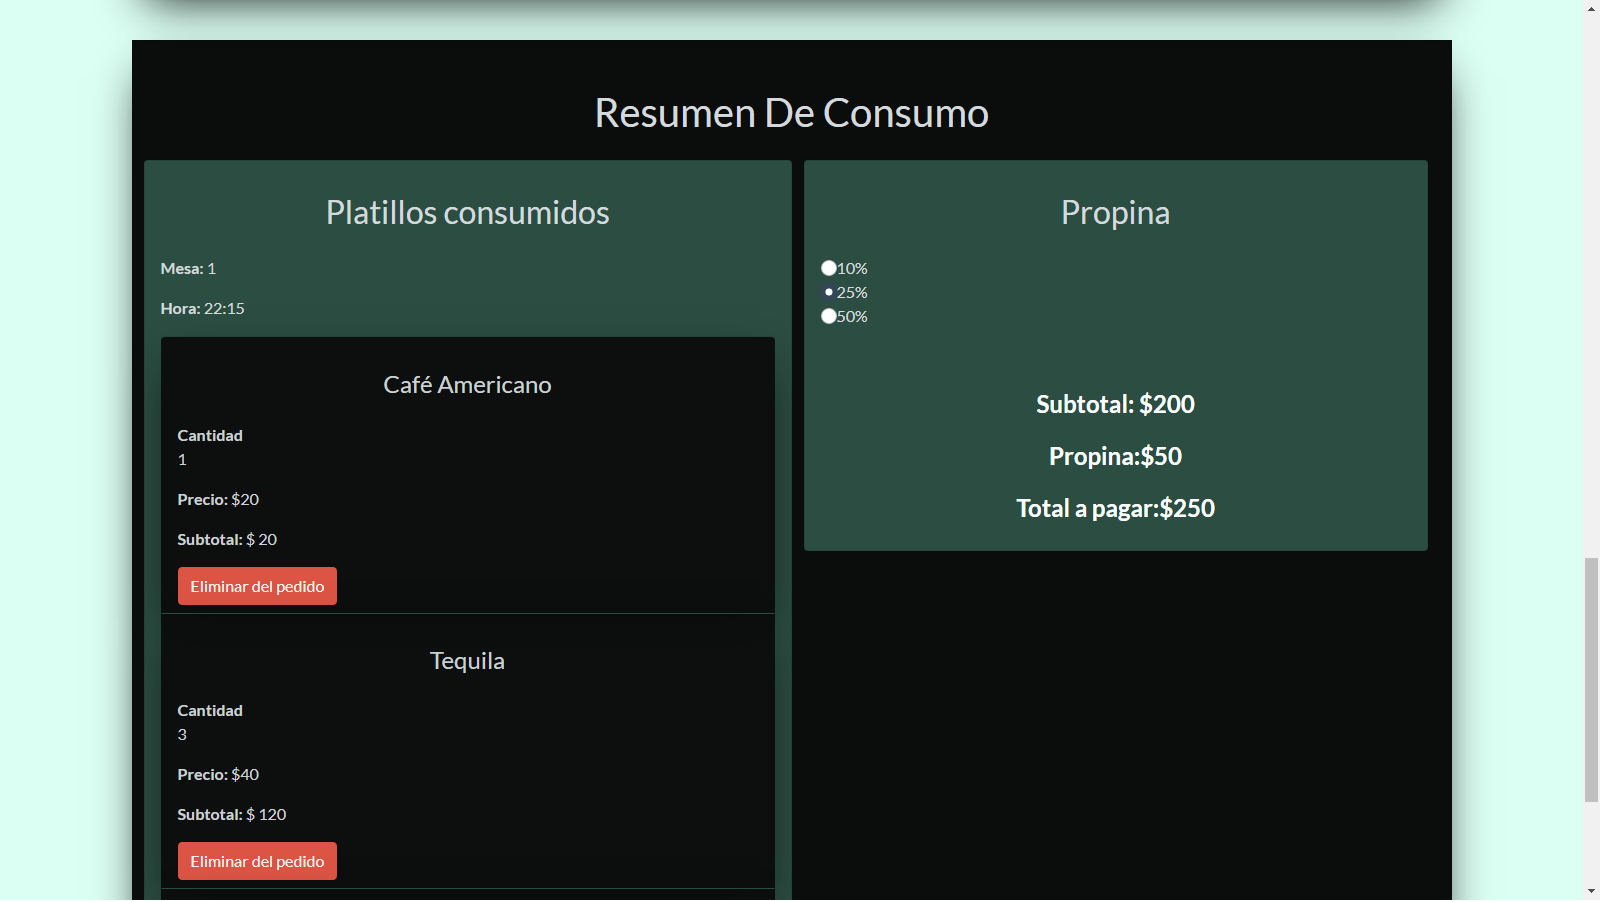 Resumen De Consumo
Platillos consumidos
Mesa: 1
Hora: 22:15
Café Americano
Cantidad
1
Precio: $20
Subtotal: $ 20
Eliminar del pedido
Tequila
Cantidad
3
Precio: $40
Subtotal: $ 120
Eliminar del pedido
Propina
10%
25%
50%
Subtotal: $200
Propina:$50
Total a pagar:$250